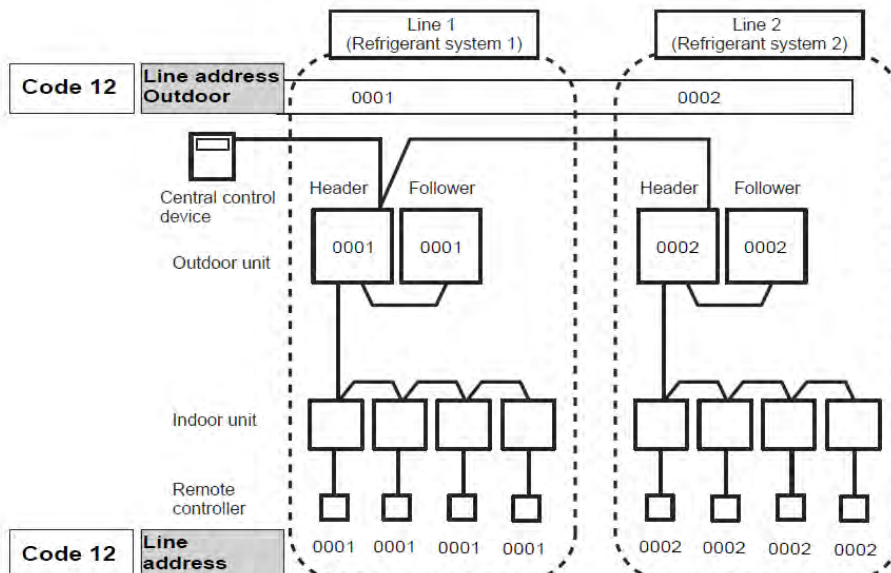 Line 1
(Refrigerant system 1)
Line 2
(Refrigerant system 2)
Code 12
Line address
Outdoor
0001
0002
Central control
device
Header
Follower
Header
Follower
Outdoor unit
0001
0001
0002
0002
Indoor unit
Remote
controller
0001 0001 0001 0001
0002 0002 0002 0002
Code 12
Line
address